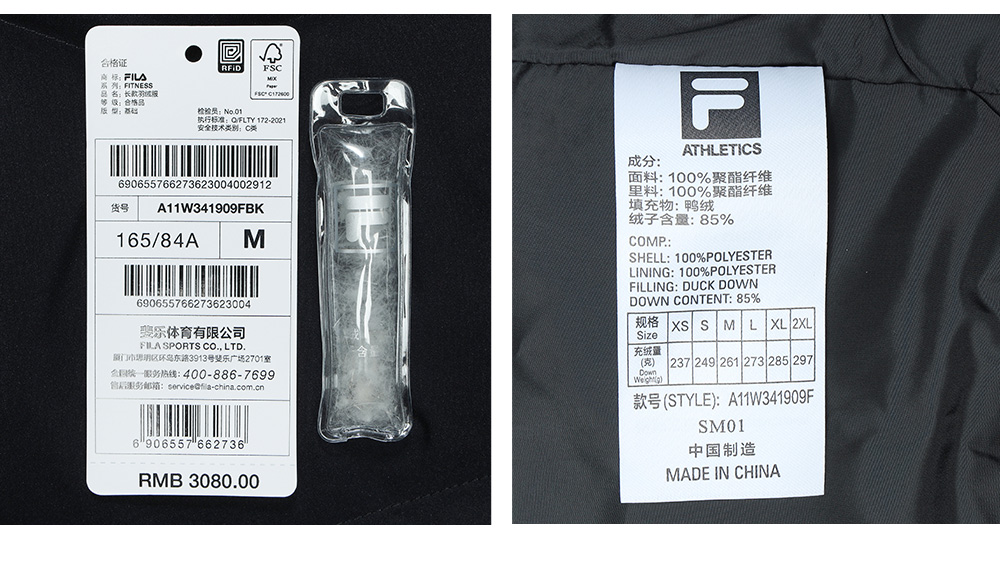 合格证
RFiD
FSC
MIX
Paper
FSC® C172606
商 标: FILA
系 列: FITNESS
品 名: 长款羽绒服
等 级: 合格品
版 型: 基础
检验员: No.01
执行标准: Q/FLTY 172-2021
安全技术类别: C类
690655766273623004002912
货号
A11W341909FBK
165/84A
M
690655766273623004
斐乐体育有限公司
FILA SPORTS CO., LTD.
厦门市思明区环岛东路3913号斐乐广场2701室
全国统一服务热线: 400-886-7699
售后服务邮箱: service@fila-china.com.cn
6 906557 662736
RMB 3080.00
含
ATHLETICS
成分:
面料: 100%聚酯纤维
里料: 100%聚酯纤维
填充物: 鸭绒
绒子含量: 85%
COMP.:
SHELL: 100%POLYESTER
LINING: 100%POLYESTER
FILLING: DUCK DOWN
DOWN CONTENT: 85%
规格 Size XS S M L XL 2XL
充绒量 (克) Down Weight(g) 237 249 261 273 285 297
款号(STYLE): A11W341909F
SM01
中国制造
MADE IN CHINA